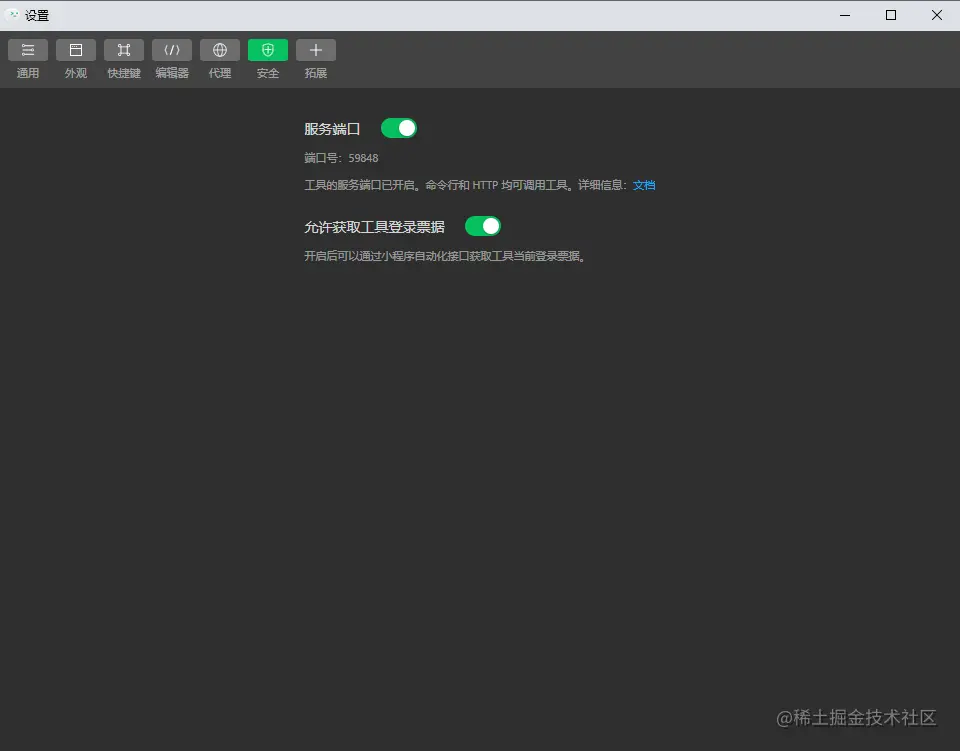 设置
通用 外观 快捷键 编辑器 代理 安全 拓展
服务端口
端口号：59848
工具的服务端口已开启。命令行和 HTTP 均可调用工具。详细信息：文档
允许获取工具登录票据
开启后可以通过小程序自动化接口获取工具当前登录票据。
@稀土掘金技术社区